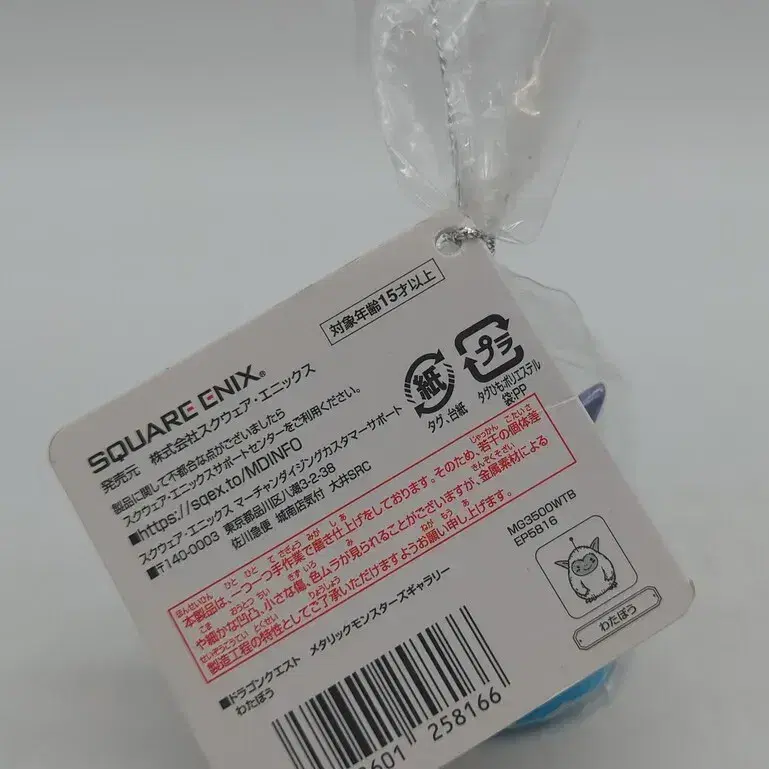 対象年齢15才以上
SQUARE ENIX®
発売元 株式会社スクウェア・エニックス
製品に関して不都合な点がございましたら
スクウェア・エニックスサポートセンターをご利用ください。
■https://sqex.to/MDINFO
スクウェア・エニックス マーチャンダイジングカスタマーサポート
■〒140-0003 東京都品川区八潮3-2-36
佐川急便 城南店気付 大井SRC
紙
タグ、台紙
プラ
タグひも:ポリエステル
袋:PP
本製品は、一つ一つ手作業で磨き仕上げをしております。そのため、若干の個体差
や細かな凹凸、小さな傷、色ムラが見られることがございますが、金属素材による
製造工程の特性としてご了承いただけますようお願い申し上げます。
MG3500WTB
EP5816
わたぼう
■ドラゴンクエスト メタリックモンスターズギャラリー
わたぼう
601 258166